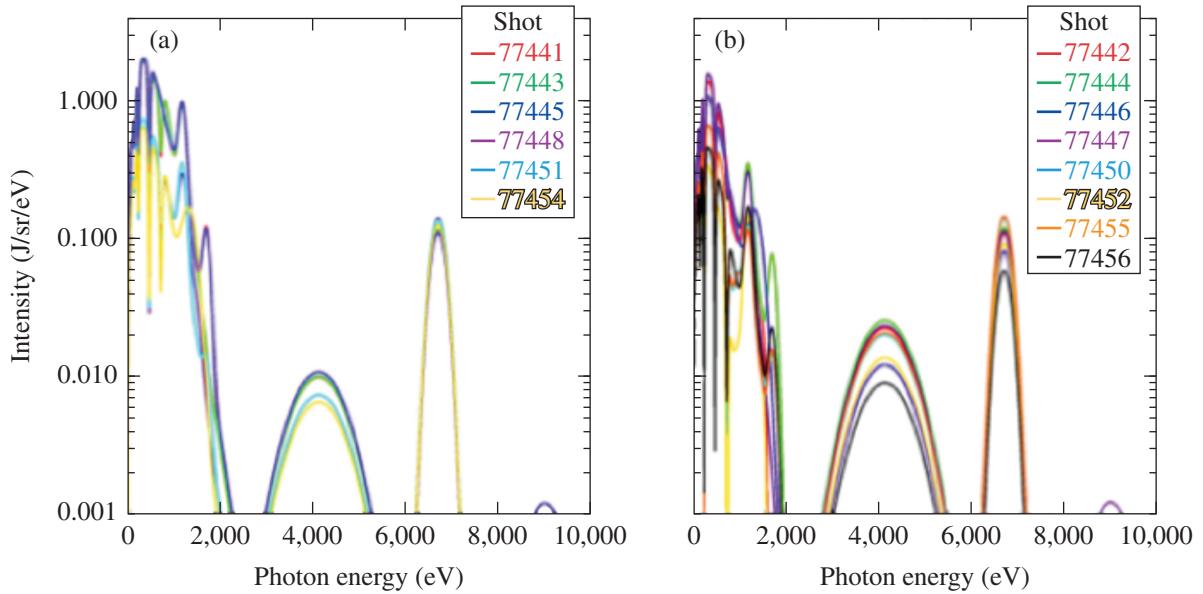 (a)
Shot
77441
77443
77445
77448
77451
77454
1.000
0.100
0.010
0.001
Intensity (J/sr/eV)
0 2,000 4,000 6,000 8,000 10,000
Photon energy (eV)
(b)
Shot
77442
77444
77446
77447
77450
77452
77455
77456
0 2,000 4,000 6,000 8,000 10,000
Photon energy (eV)